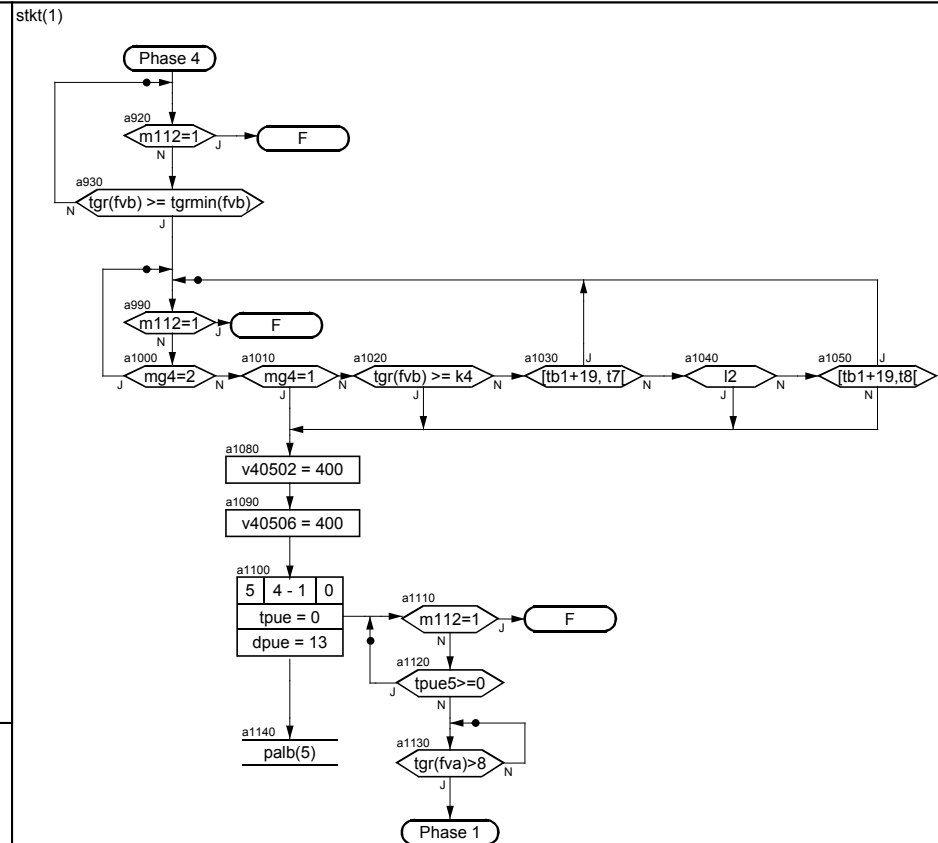 stkt(1)
Phase 4
a920
m112=1
J
F
N
a930
tgr(fvb) >= tgrmin(fvb)
N
J
a990
m112=1
J
F
N
a1000
mg4=2
J
N
a1010
mg4=1
N
J
a1020
tgr(fvb) >= k4
N
J
a1030
[tb1+19, t7[
J
N
a1040
l2
N
J
a1050
[tb1+19,t8[
J
N
a1080
v40502 = 400
a1090
v40506 = 400
a1100
5 4 - 1 0
tpue = 0
dpue = 13
a1110
m112=1
J
F
N
a1120
tpue5>=0
J
N
a1130
tgr(fva)>8
N
J
a1140
palb(5)
Phase 1